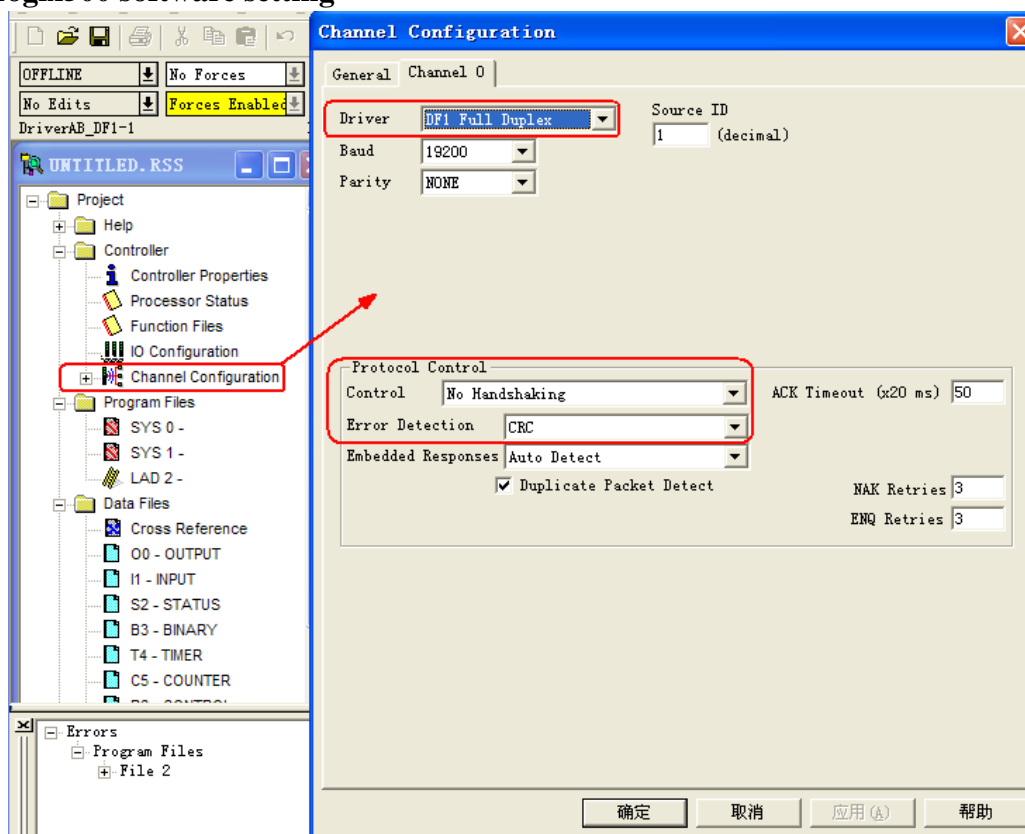 software setting
Channel Configuration
OFFLINE
No Forces
No Edits
Forces Enabled
DriverAB_DF1-1
UNTITLED.RSS
Project
Help
Controller
Controller Properties
Processor Status
Function Files
IO Configuration
Channel Configuration
Program Files
SYS 0 -
SYS 1 -
LAD 2 -
Data Files
Cross Reference
O0 - OUTPUT
I1 - INPUT
S2 - STATUS
B3 - BINARY
T4 - TIMER
C5 - COUNTER
Errors
Program Files
File 2
General
Channel 0
Driver
DF1 Full Duplex
Source ID
1 (decimal)
Baud
19200
Parity
NONE
Protocol Control
Control
No Handshaking
ACK Timeout (x20 ms) 50
Error Detection
CRC
Embedded Responses Auto Detect
Duplicate Packet Detect
NAK Retries 3
ENQ Retries 3
确定
取消
应用(A)
帮助